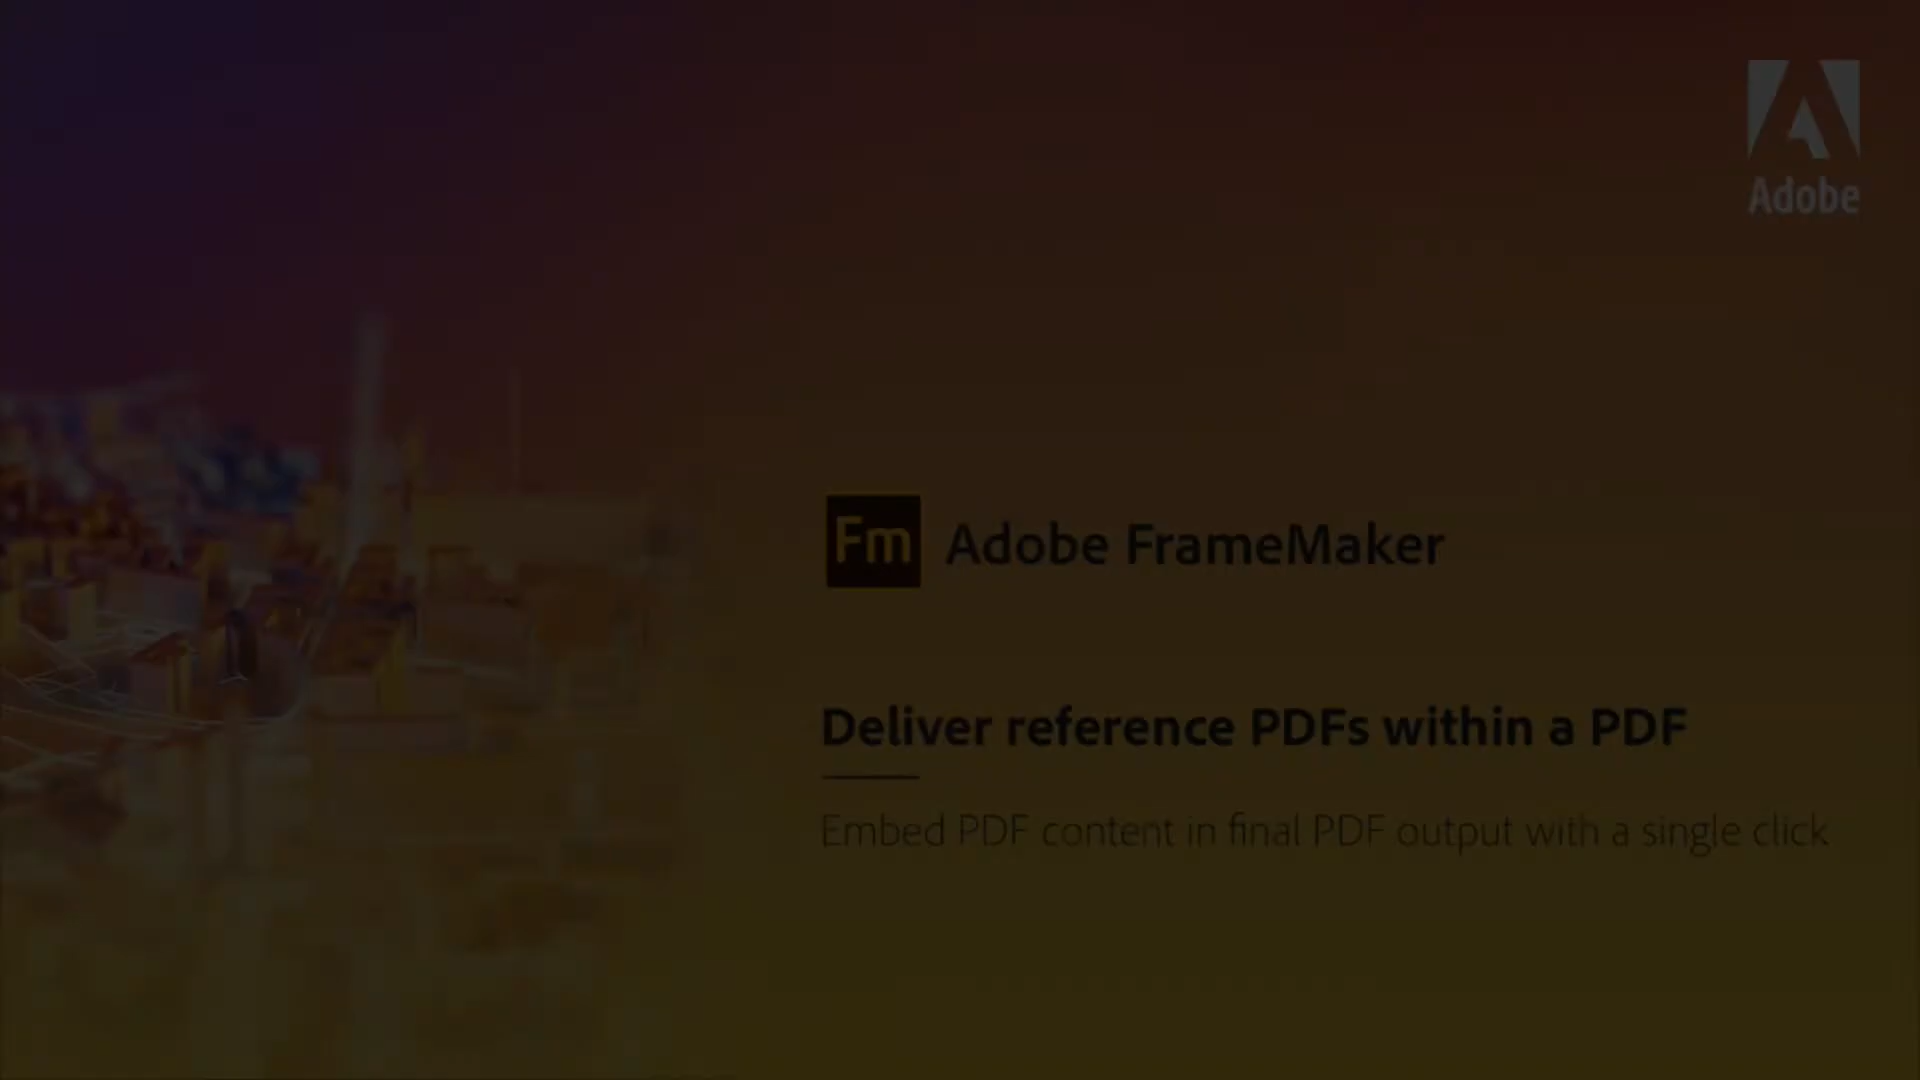 Adobe
Fm Adobe FrameMaker
Deliver reference PDFs within a PDF
Embed PDF content in final PDF output with a single click